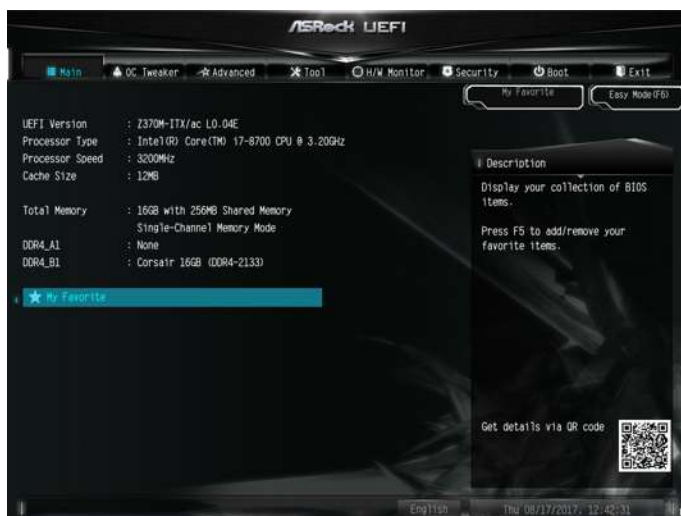 ASRock UEFI
Main OC Tweaker Advanced Tool H/W Monitor Security Boot Exit
My Favorite Easy Mode(F6)
UEFI Version : Z370M-ITX/ac L0.04E
Processor Type : Intel(R) Core(TM) i7-8700 CPU @ 3.20GHz
Processor Speed : 3200MHz
Cache Size : 12MB
Total Memory : 16GB with 256MB Shared Memory
Single-Channel Memory Mode
DDR4_A1 : None
DDR4_B1 : Corsair 16GB (DDR4-2133)
My Favorite
Description
Display your collection of BIOS
items.
Press F5 to add/remove your
favorite items.
Get details via QR code
English Thu 08/17/2017, 12:42:31